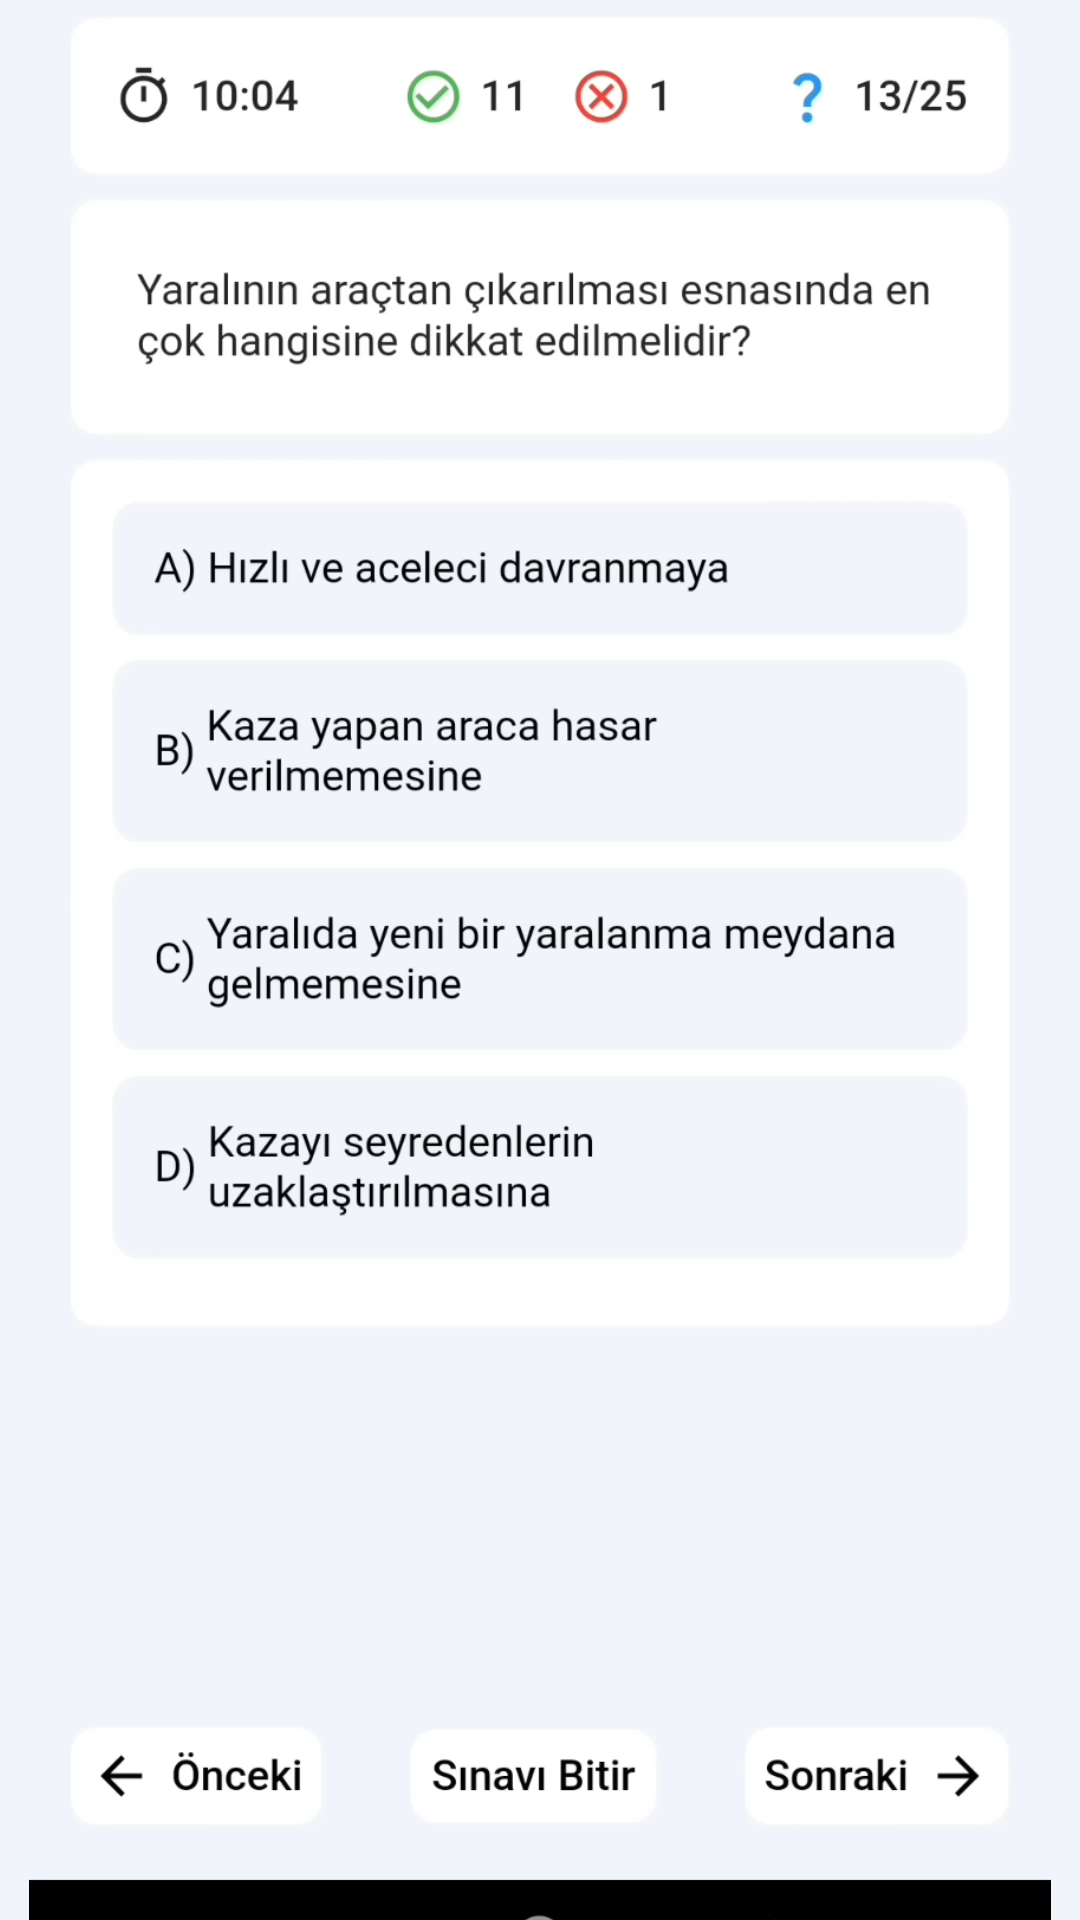 10:04 11 1 ? 13/25
Yaralının araçtan çıkarılması esnasında en
çok hangisine dikkat edilmelidir?
A) Hızlı ve aceleci davranmaya
B) Kaza yapan araca hasar
verilmemesine
C) Yaralıda yeni bir yaralanma meydana
gelmemesine
D) Kazayı seyredenlerin
uzaklaştırılmasına
← Önceki Sınavı Bitir Sonraki →